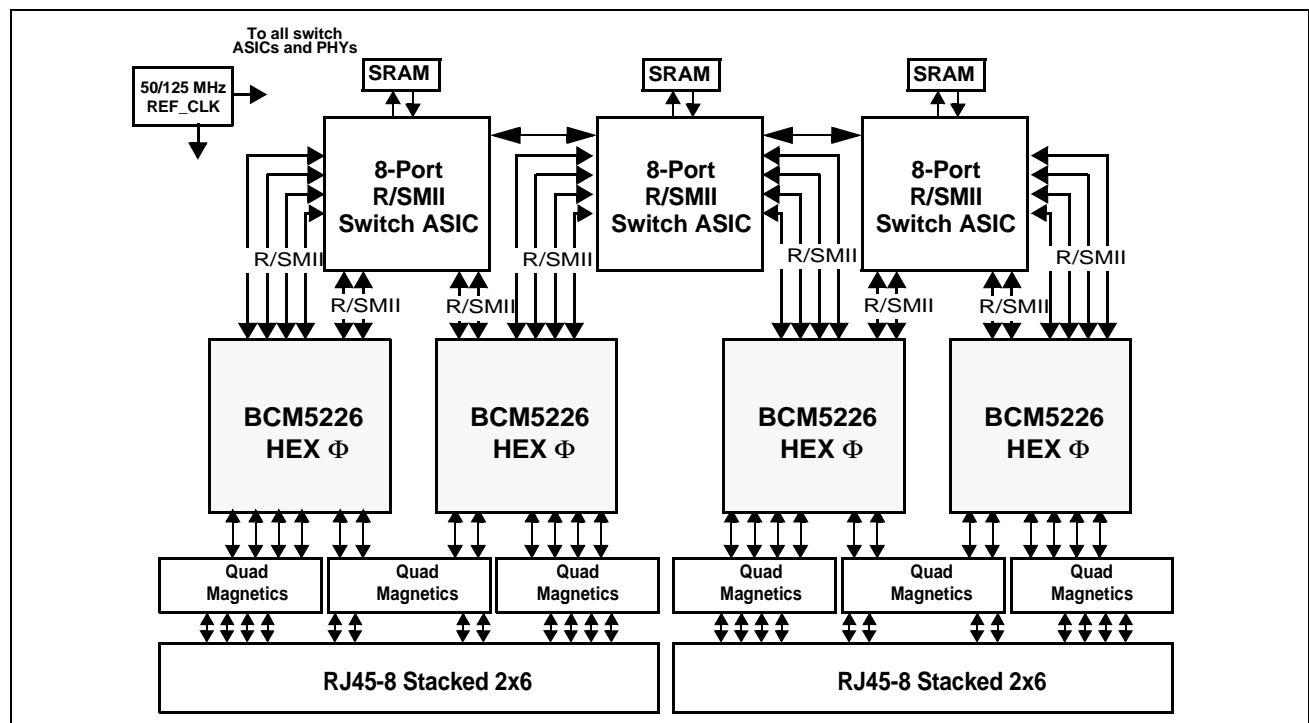 To all switch
ASICs and PHYs
50/125 MHz
REF_CLK
SRAM
SRAM
SRAM
8-Port
R/SMII
Switch ASIC
8-Port
R/SMII
Switch ASIC
8-Port
R/SMII
Switch ASIC
R/SMII
R/SMII
R/SMII
R/SMII
R/SMII
R/SMII
R/SMII
R/SMII
BCM5226
HEX Φ
BCM5226
HEX Φ
BCM5226
HEX Φ
BCM5226
HEX Φ
Quad
Magnetics
Quad
Magnetics
Quad
Magnetics
Quad
Magnetics
Quad
Magnetics
Quad
Magnetics
RJ45-8 Stacked 2x6
RJ45-8 Stacked 2x6